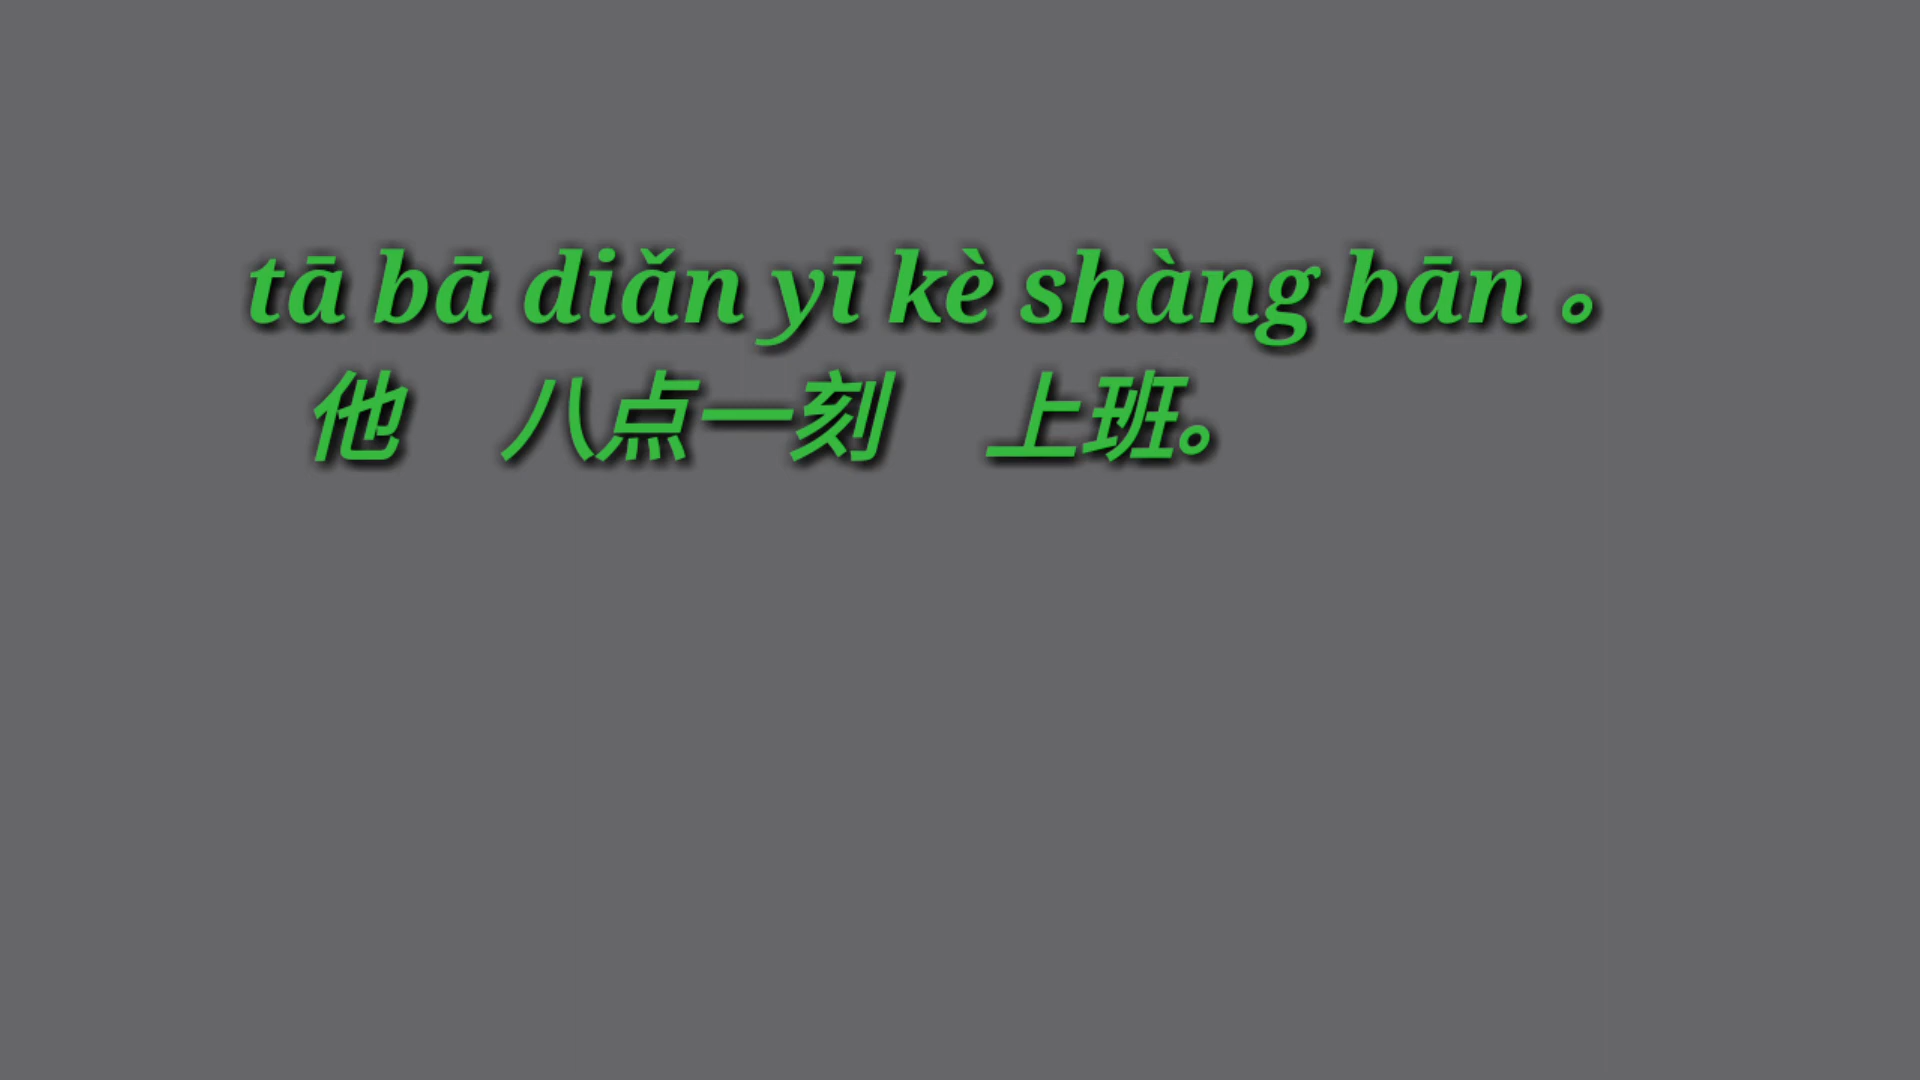 tā bā diǎn yī kè shàng bān 。
他　八点一刻　上班。